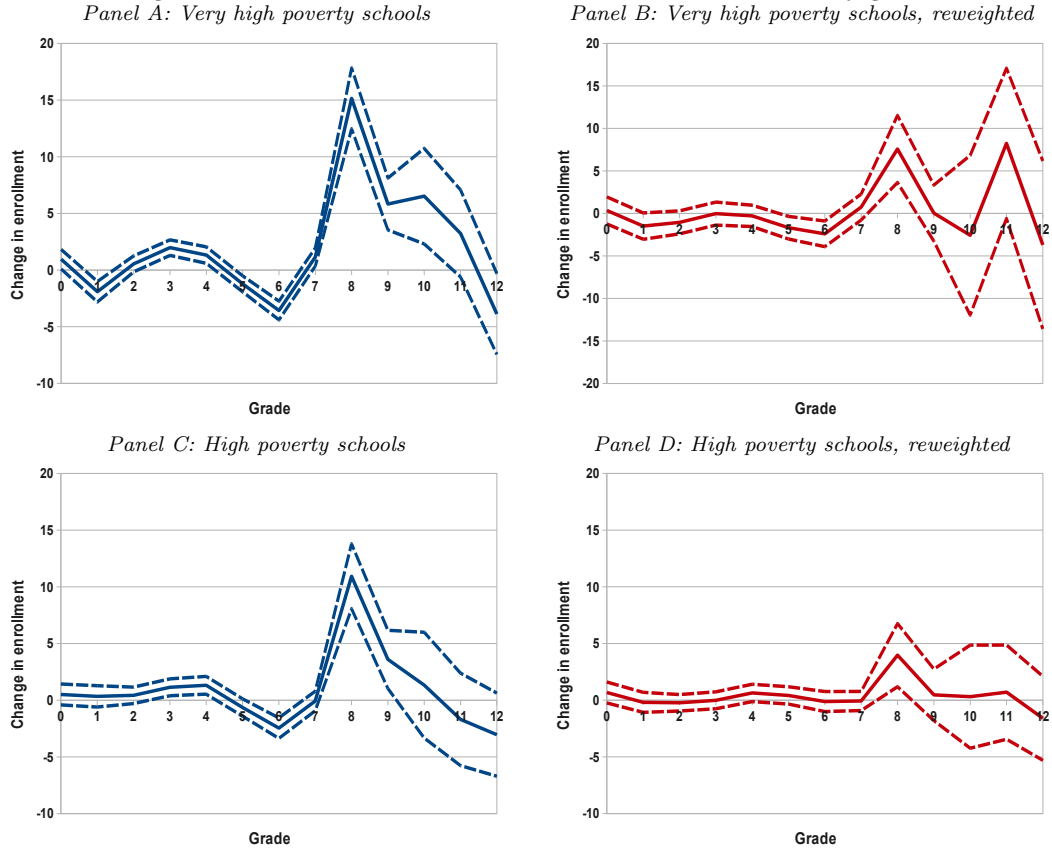 Panel A: Very high poverty schools
20
15
10
5
0
-5
-10
Change in enrollment
0 1 2 3 4 5 6 7 8 9 10 11 12
Grade
Panel B: Very high poverty schools, reweighted
20
15
10
5
0
-5
-10
-15
-20
Change in enrollment
0 1 2 3 4 5 6 7 8 9 10 11 12
Grade
Panel C: High poverty schools
20
15
10
5
0
-5
-10
Change in enrollment
0 1 2 3 4 5 6 7 8 9 10 11 12
Grade
Panel D: High poverty schools, reweighted
20
15
10
5
0
-5
-10
Change in enrollment
0 1 2 3 4 5 6 7 8 9 10 11 12
Grade